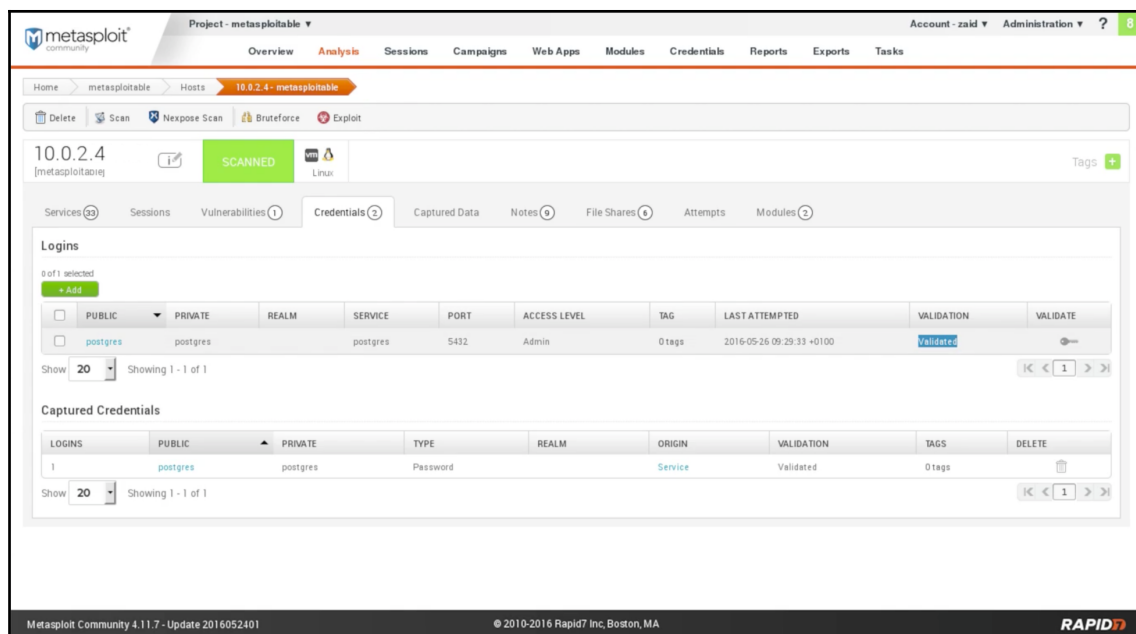 metasploit®
community
Project - metasploitable ▼
Account - zaid ▼ Administration ▼ ? 8
Overview Analysis Sessions Campaigns Web Apps Modules Credentials Reports Exports Tasks
Home metasploitable Hosts 10.0.2.4 - metasploitable
Delete Scan Nexpose Scan Bruteforce Exploit
10.0.2.4
[metasploitable]
SCANNED
vm
Linux
Tags +
Services 33 Sessions Vulnerabilities 1 Credentials 2 Captured Data Notes 9 File Shares 6 Attempts Modules 2
Logins
0 of 1 selected
+ Add
PUBLIC PRIVATE REALM SERVICE PORT ACCESS LEVEL TAG LAST ATTEMPTED VALIDATION VALIDATE
postgres postgres postgres 5432 Admin 0 tags 2016-05-26 09:29:33 +0100 Validated
Show 20 Showing 1 - 1 of 1 1
Captured Credentials
LOGINS PUBLIC PRIVATE TYPE REALM ORIGIN VALIDATION TAGS DELETE
1 postgres postgres Password Service Validated 0 tags
Show 20 Showing 1 - 1 of 1 1
Metasploit Community 4.11.7 - Update 2016052401 © 2010-2016 Rapid7 Inc, Boston, MA RAPID7